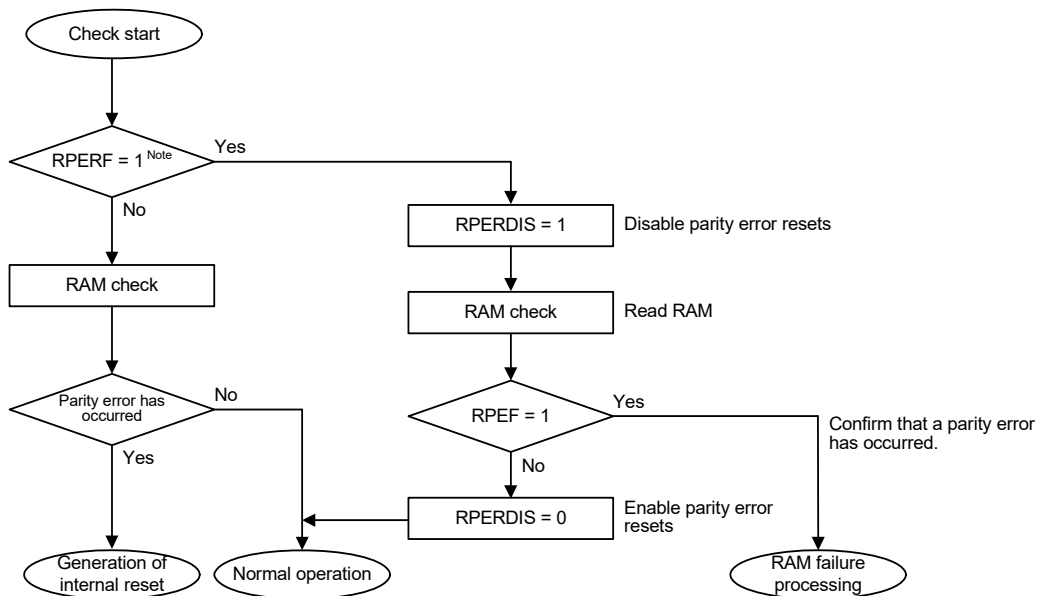 Check start
RPERF = 1 Note
Yes
No
RPERDIS = 1
Disable parity error resets
RAM check
RAM check
Read RAM
Parity error has
occurred
No
Yes
RPEF = 1
Yes
No
Confirm that a parity error
has occurred.
RPERDIS = 0
Enable parity error
resets
Generation of
internal reset
Normal operation
RAM failure
processing